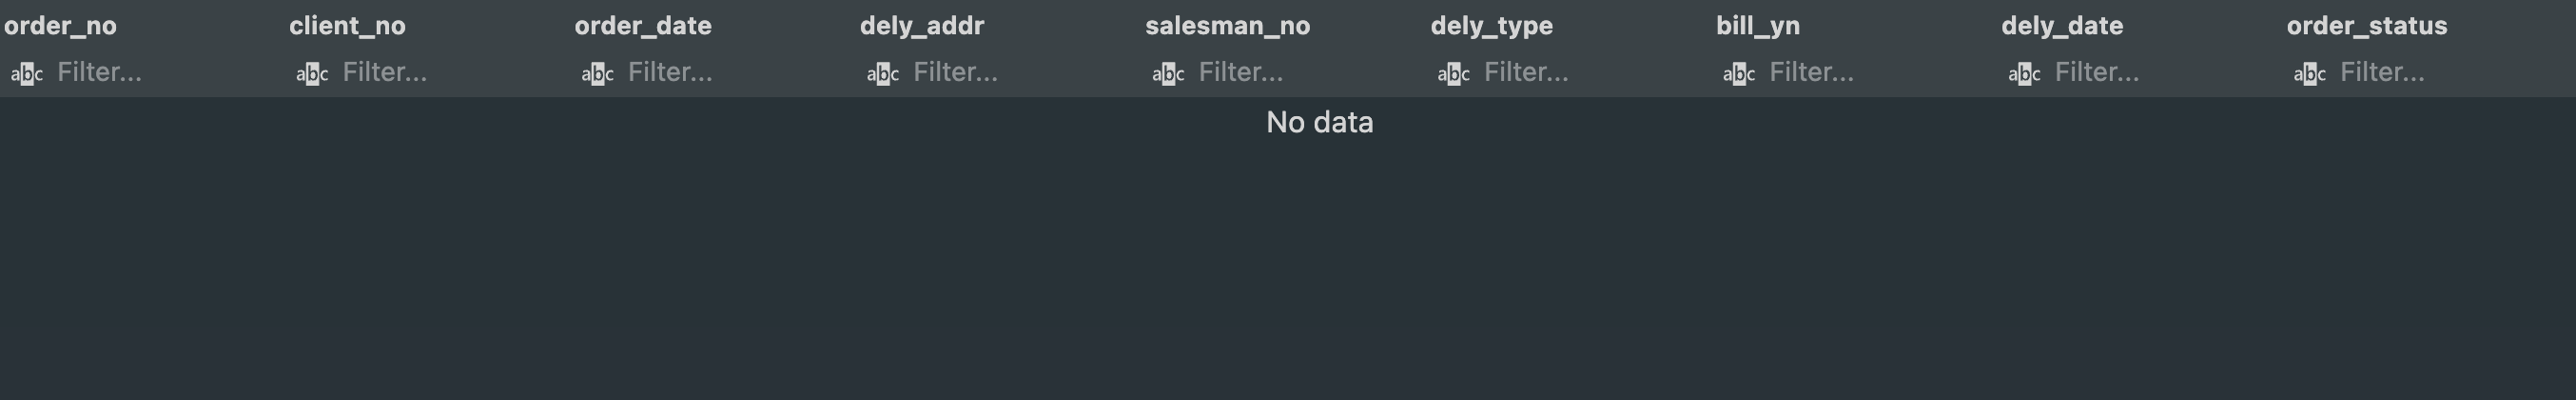 order_no client_no order_date dely_addr salesman_no dely_type bill_yn dely_date order_status
abc Filter... abc Filter... abc Filter... abc Filter... abc Filter... abc Filter... abc Filter... abc Filter... abc Filter...
No data